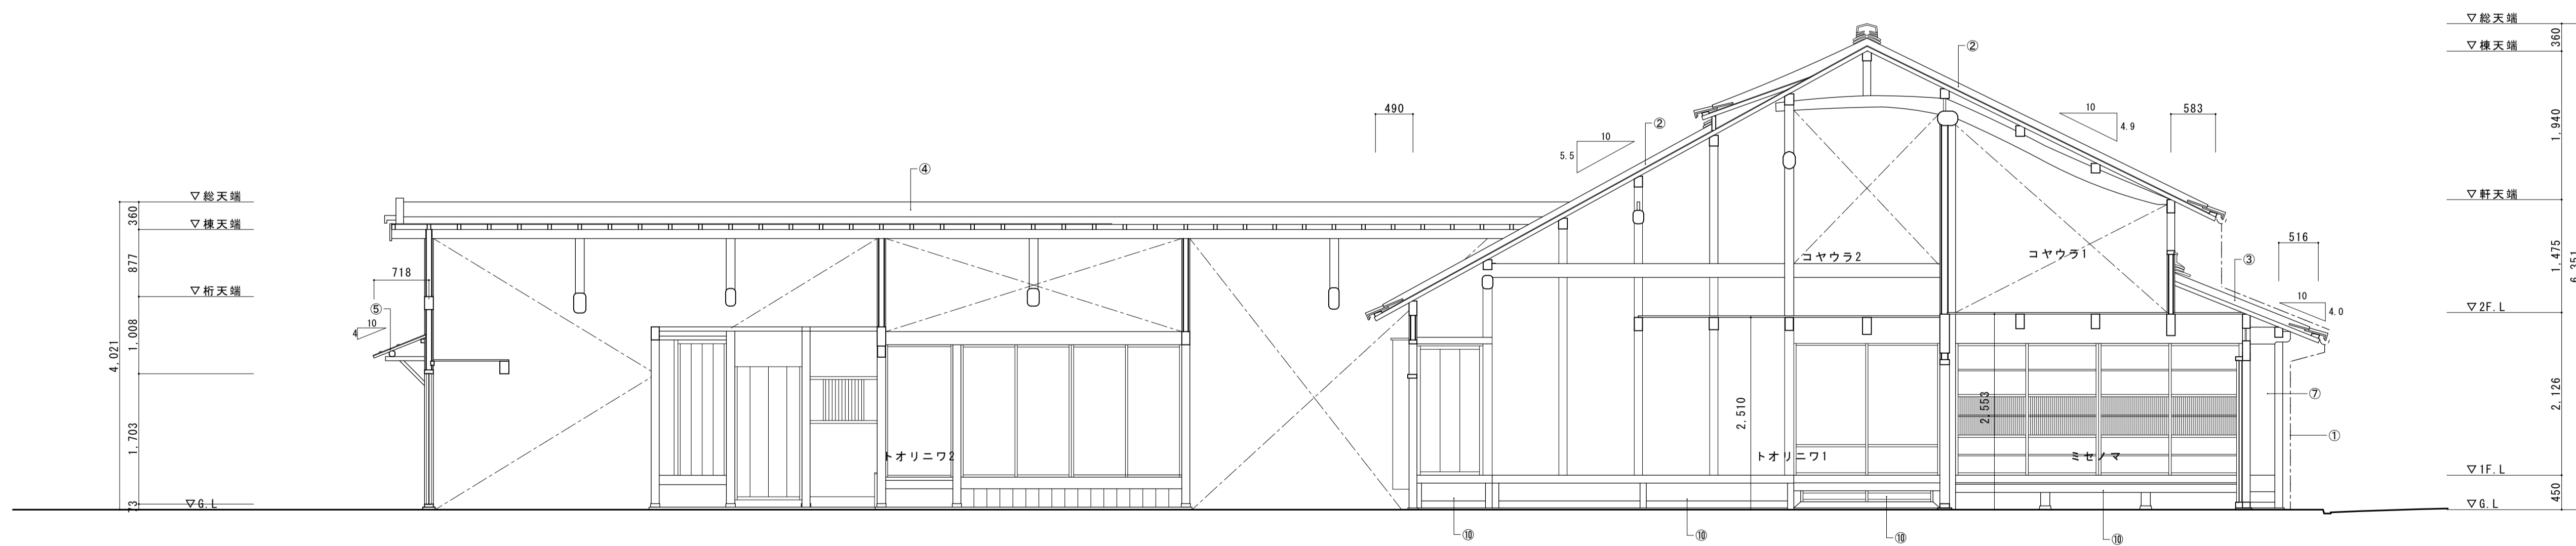 ▽総天端
360
②
▽棟天端
490
10
4.9
583
1,940
②
10
5.5
④
▽総天端
360
▽軒天端
▽棟天端
516
877
718
コヤウラ2
コヤウラ1
1,475
6,351
③
▽桁天端
⑤
10
4
10
4.0
▽2F.L
1,008
4,021
2,510
2,553
⑦
2,126
1,703
①
トオリニワ2
トオリニワ1
ミセノマ
▽1F.L
450
73
▽G.L
▽G.L
⑩
⑩
⑩
⑩